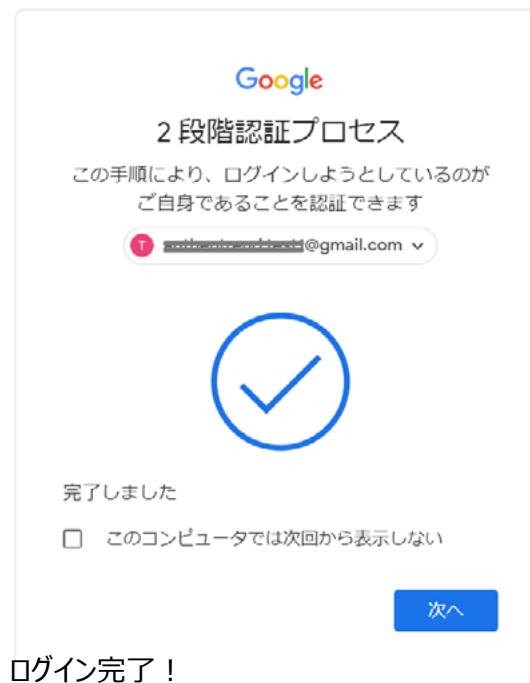 Google
2 段階認証プロセス
この手順により、ログインしようとしているのが
ご自身であることを認証できます
T
@gmail.com
完了しました
このコンピュータでは次回から表示しない
次へ
ログイン完了！